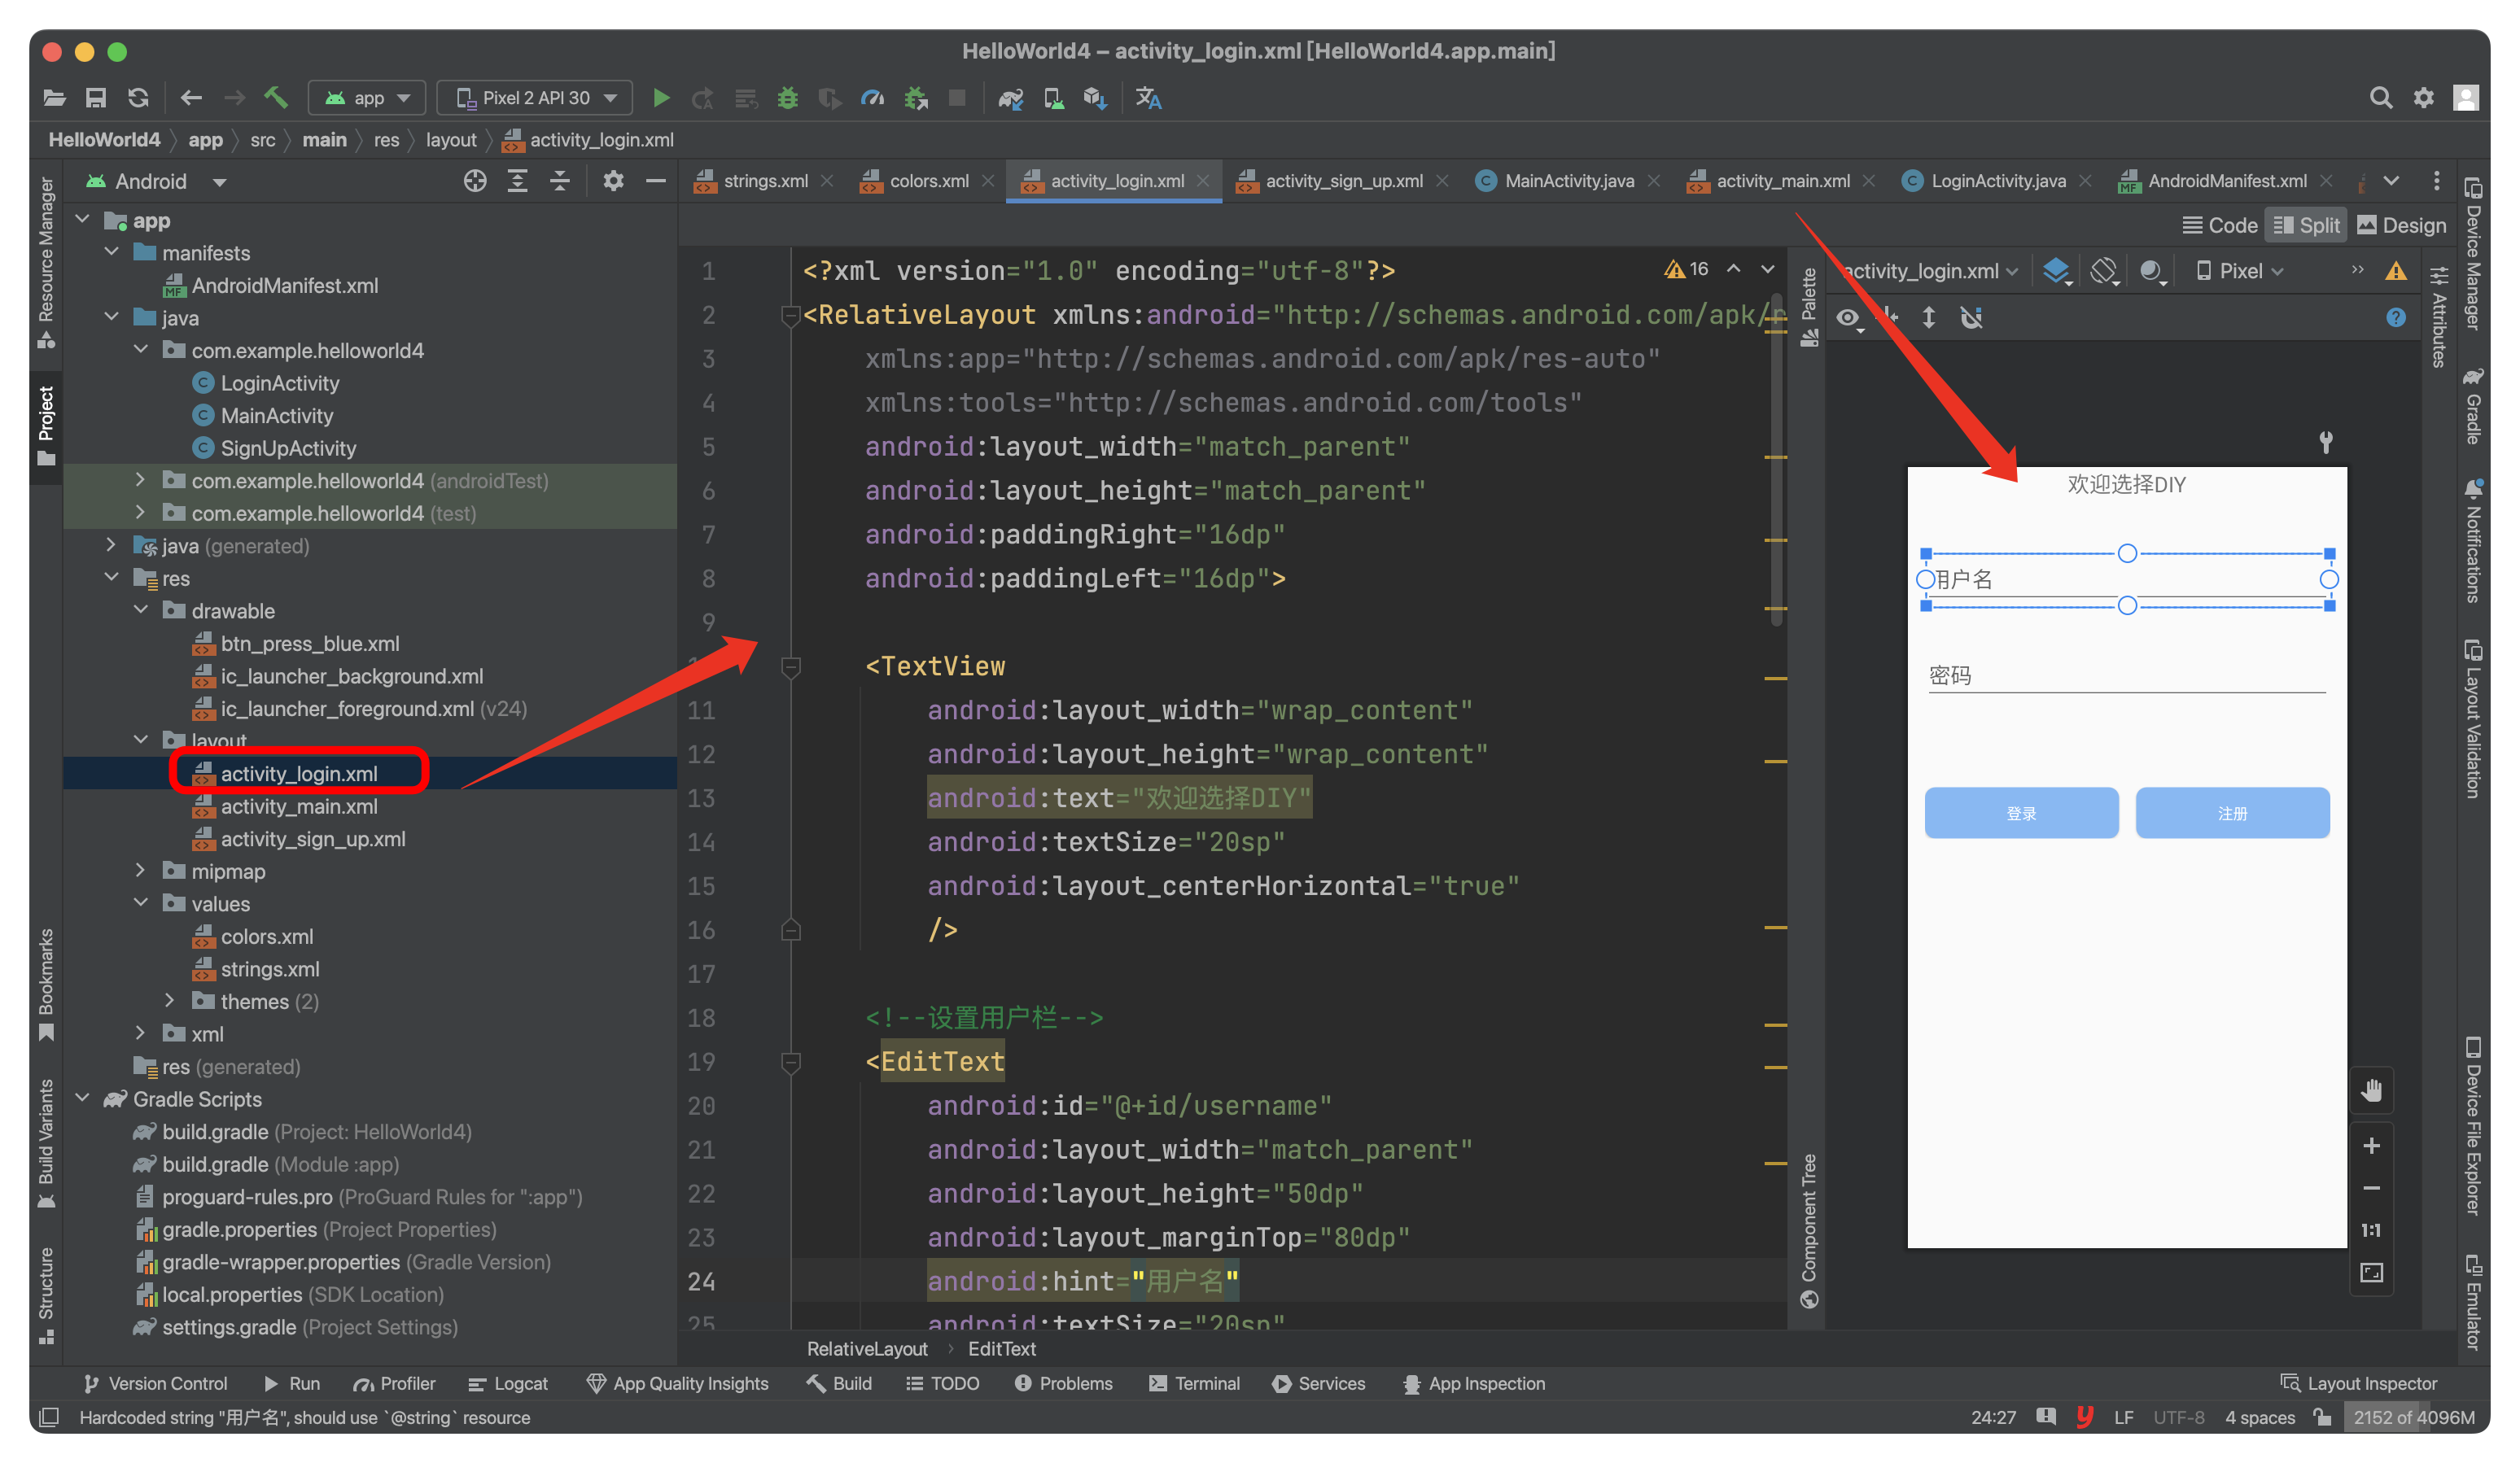 HelloWorld4 – activity_login.xml [HelloWorld4.app.main]
app
Pixel 2 API 30
HelloWorld4 app src main res layout activity_login.xml
Android
strings.xml
colors.xml
activity_login.xml
activity_sign_up.xml
MainActivity.java
activity_main.xml
LoginActivity.java
AndroidManifest.xml
Code
Split
Design
Resource Manager
Project
Bookmarks
Build Variants
Structure
app
manifests
AndroidManifest.xml
java
com.example.helloworld4
LoginActivity
MainActivity
SignUpActivity
com.example.helloworld4 (androidTest)
com.example.helloworld4 (test)
java (generated)
res
drawable
btn_press_blue.xml
ic_launcher_background.xml
ic_launcher_foreground.xml (v24)
layout
activity_login.xml
activity_main.xml
activity_sign_up.xml
mipmap
values
colors.xml
strings.xml
themes (2)
xml
res (generated)
Gradle Scripts
build.gradle (Project: HelloWorld4)
build.gradle (Module :app)
proguard-rules.pro (ProGuard Rules for ":app")
gradle.properties (Project Properties)
gradle-wrapper.properties (Gradle Version)
local.properties (SDK Location)
settings.gradle (Project Settings)
1 <?xml version="1.0" encoding="utf-8"?>
2 <RelativeLayout xmlns:android="http://schemas.android.com/apk/r
3 xmlns:app="http://schemas.android.com/apk/res-auto"
4 xmlns:tools="http://schemas.android.com/tools"
5 android:layout_width="match_parent"
6 android:layout_height="match_parent"
7 android:paddingRight="16dp"
8 android:paddingLeft="16dp">
9
<TextView
11 android:layout_width="wrap_content"
12 android:layout_height="wrap_content"
13 android:text="欢迎选择DIY"
14 android:textSize="20sp"
15 android:layout_centerHorizontal="true"
16 />
17
18 <!--设置用户栏-->
19 <EditText
20 android:id="@+id/username"
21 android:layout_width="match_parent"
22 android:layout_height="50dp"
23 android:layout_marginTop="80dp"
24 android:hint="用户名"
25 android:textSize="20sp"
16
RelativeLayout EditText
Palette
Component Tree
activity_login.xml
Pixel
欢迎选择DIY
用户名
密码
登录
注册
1:1
Attributes
Device Manager
Gradle
Notifications
Layout Validation
Device File Explorer
Emulator
Version Control
Run
Profiler
Logcat
App Quality Insights
Build
TODO
Problems
Terminal
Services
App Inspection
Layout Inspector
Hardcoded string "用户名", should use `@string` resource
24:27
LF
UTF-8
4 spaces
2152 of 4096M